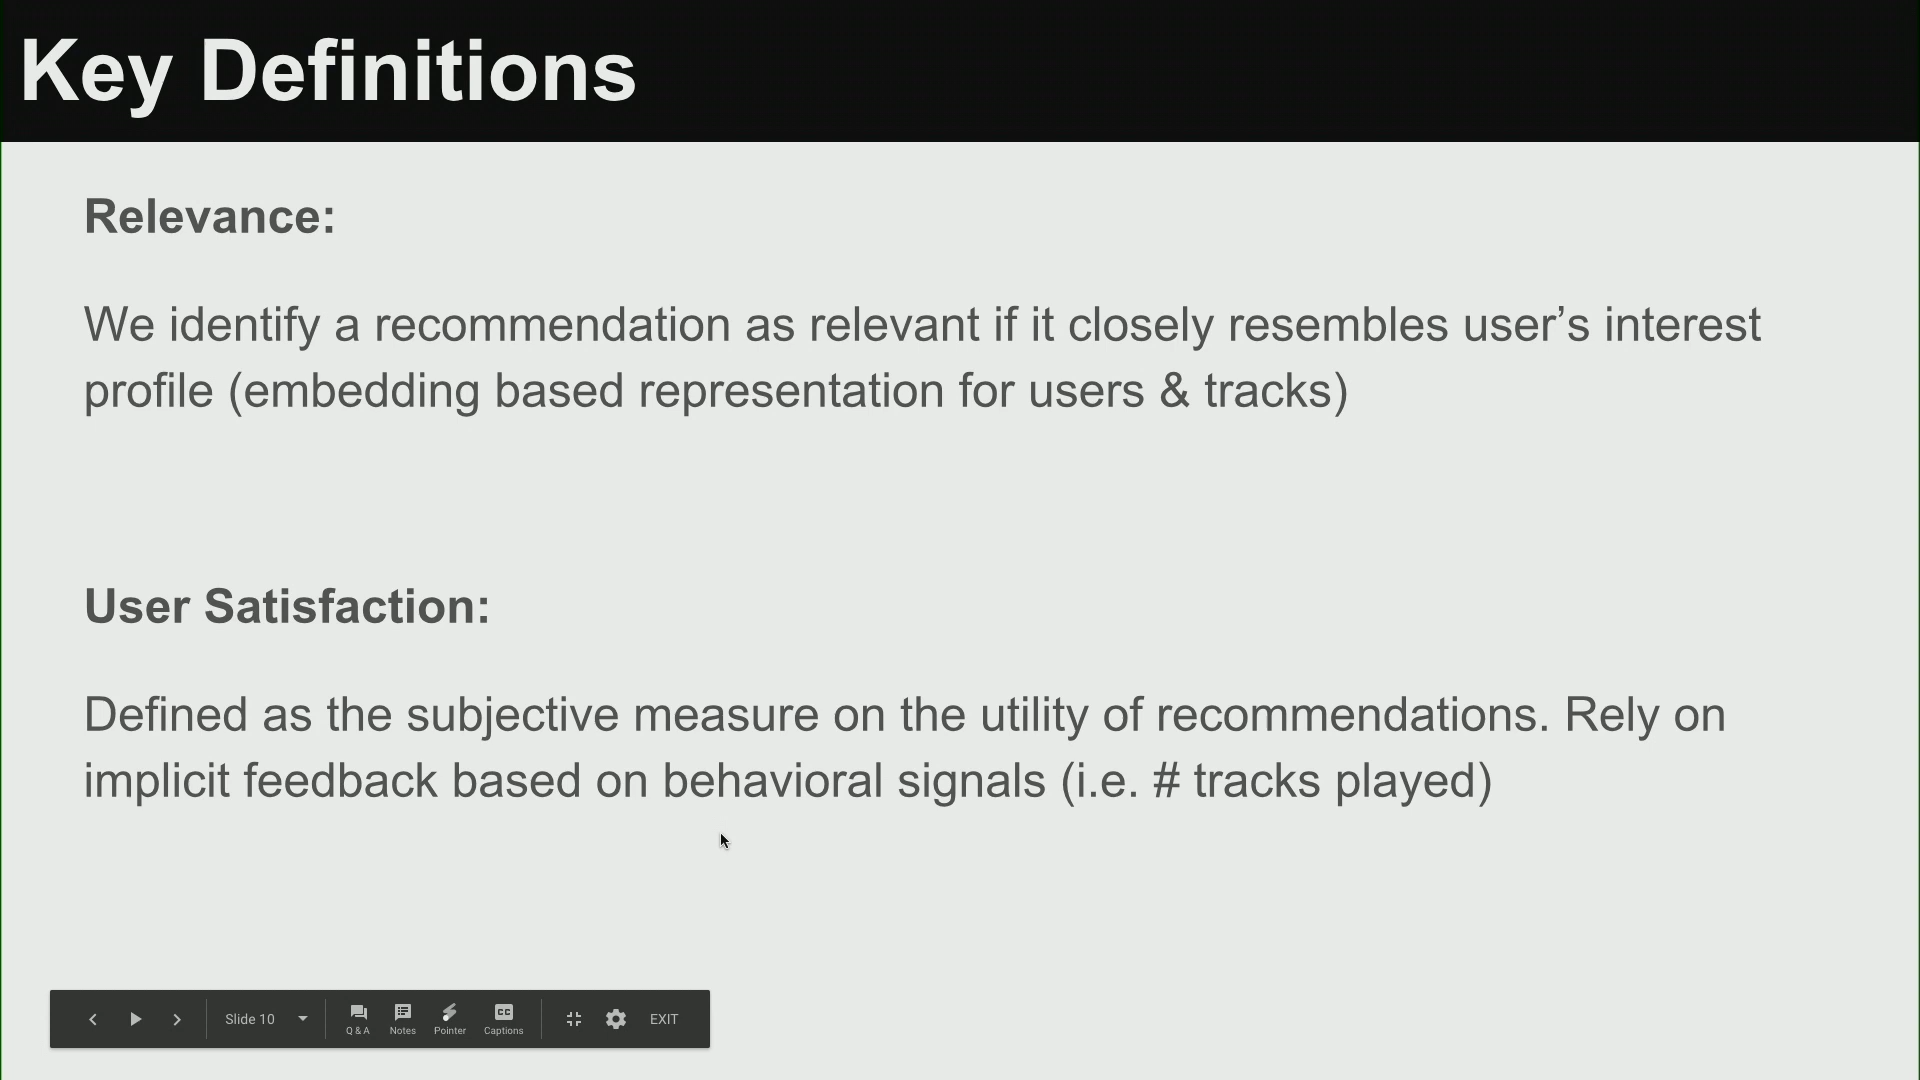 Key Definitions
Relevance:
We identify a recommendation as relevant if it closely resembles user’s interest
profile (embedding based representation for users & tracks)
User Satisfaction:
Defined as the subjective measure on the utility of recommendations. Rely on
implicit feedback based on behavioral signals (i.e. # tracks played)
Slide 10
Q & A
Notes
Pointer
CC
Captions
EXIT